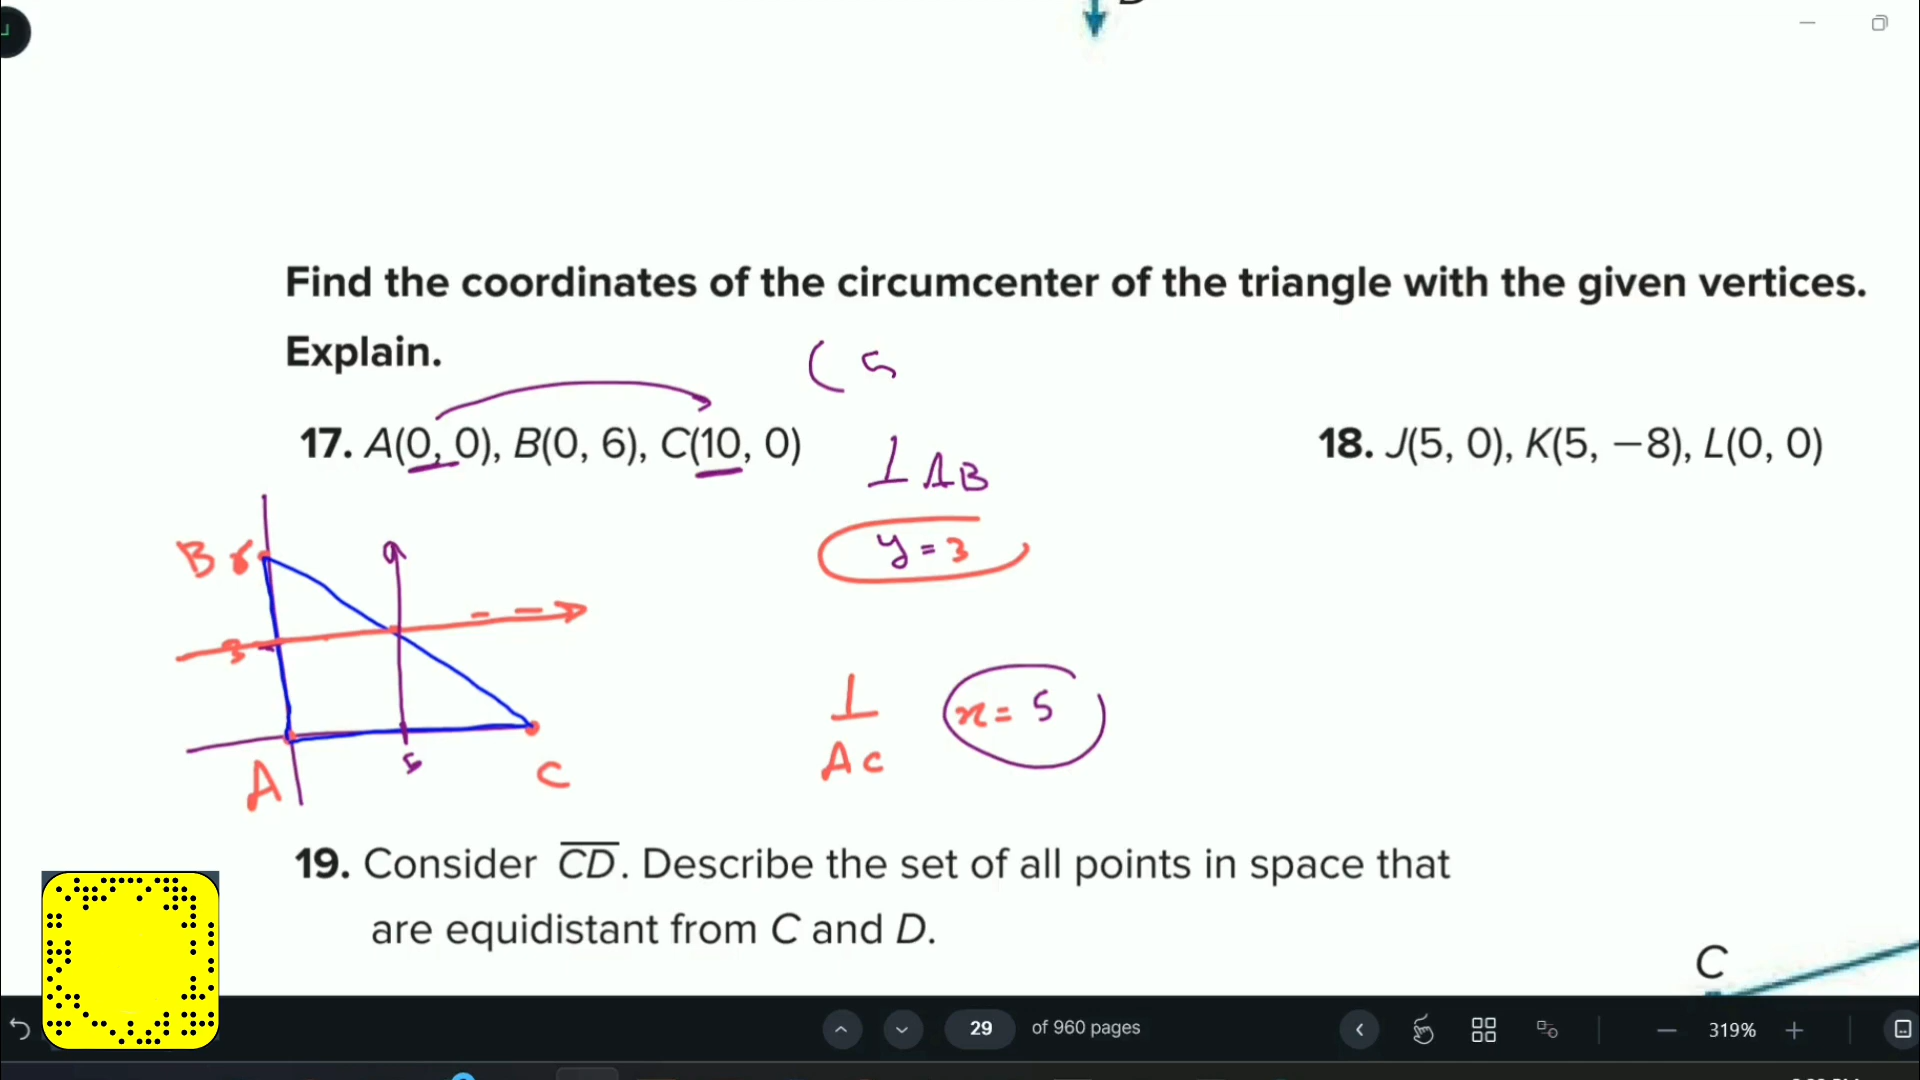 Find the coordinates of the circumcenter of the triangle with the given vertices.
Explain.
( 5
17. A(0, 0), B(0, 6), C(10, 0)
18. J(5, 0), K(5, −8), L(0, 0)
⊥ AB
y = 3
B 6
3
⊥
AC
x = 5
5
A
C
19. Consider CD. Describe the set of all points in space that
are equidistant from C and D.
C
29 of 960 pages
319%